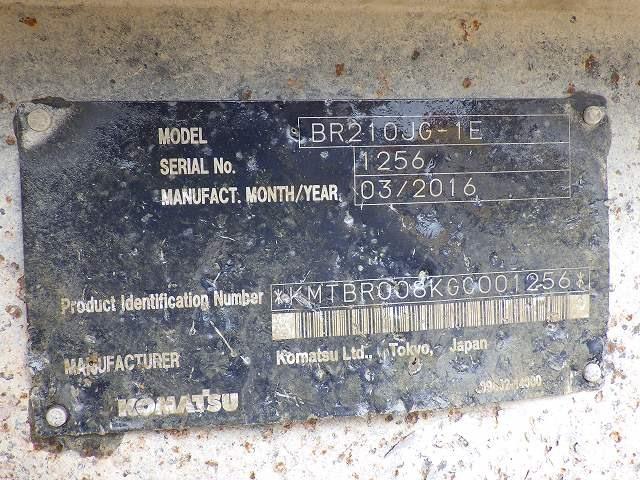 MODEL BR210JG-1E
SERIAL No. 1256
MANUFACT. MONTH/YEAR 03/2016
Product Identification Number *KMTBR008KGC001256*
MANUFACTURER Komatsu Ltd., Tokyo, Japan
KOMATSU